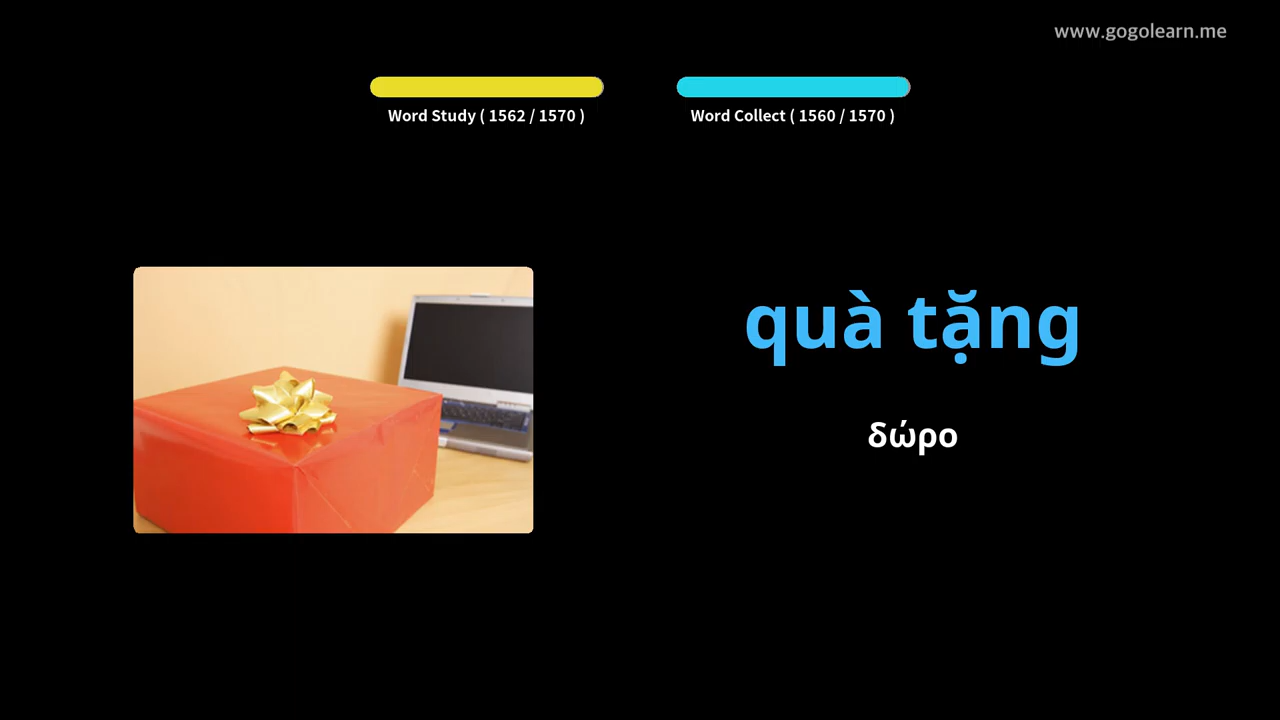 www.gogolearn.me
Word Study ( 1562 / 1570 )
Word Collect ( 1560 / 1570 )
quà tặng
δώρο